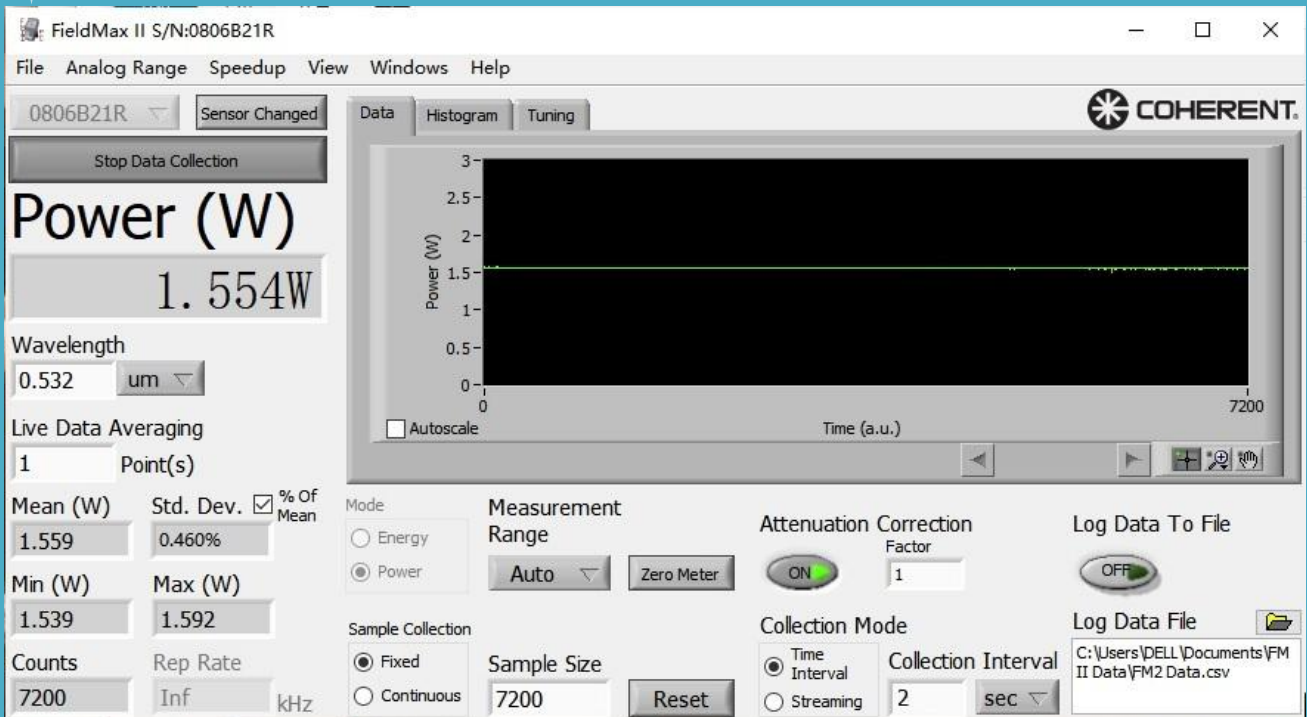 FieldMax II S/N:0806B21R
File Analog Range Speedup View Windows Help
0806B21R Sensor Changed
Stop Data Collection
Power (W)
1.554W
Wavelength
0.532 um
Live Data Averaging
1 Point(s)
Mean (W) Std. Dev. % Of Mean
1.559 0.460%
Min (W) Max (W)
1.539 1.592
Counts Rep Rate
7200 Inf kHz
Data Histogram Tuning
COHERENT.
3
2.5
2
1.5
1
0.5
0
Power (W)
0 7200
Autoscale Time (a.u.)
Mode
Energy
Power
Measurement
Range
Auto Zero Meter
Attenuation Correction
Factor
ON 1
Log Data To File
OFF
Sample Collection
Fixed
Continuous
Sample Size
7200 Reset
Collection Mode
Time
Interval
Streaming
Collection Interval
2 sec
Log Data File
C:\Users\DELL\Documents\FM
II Data\FM2 Data.csv